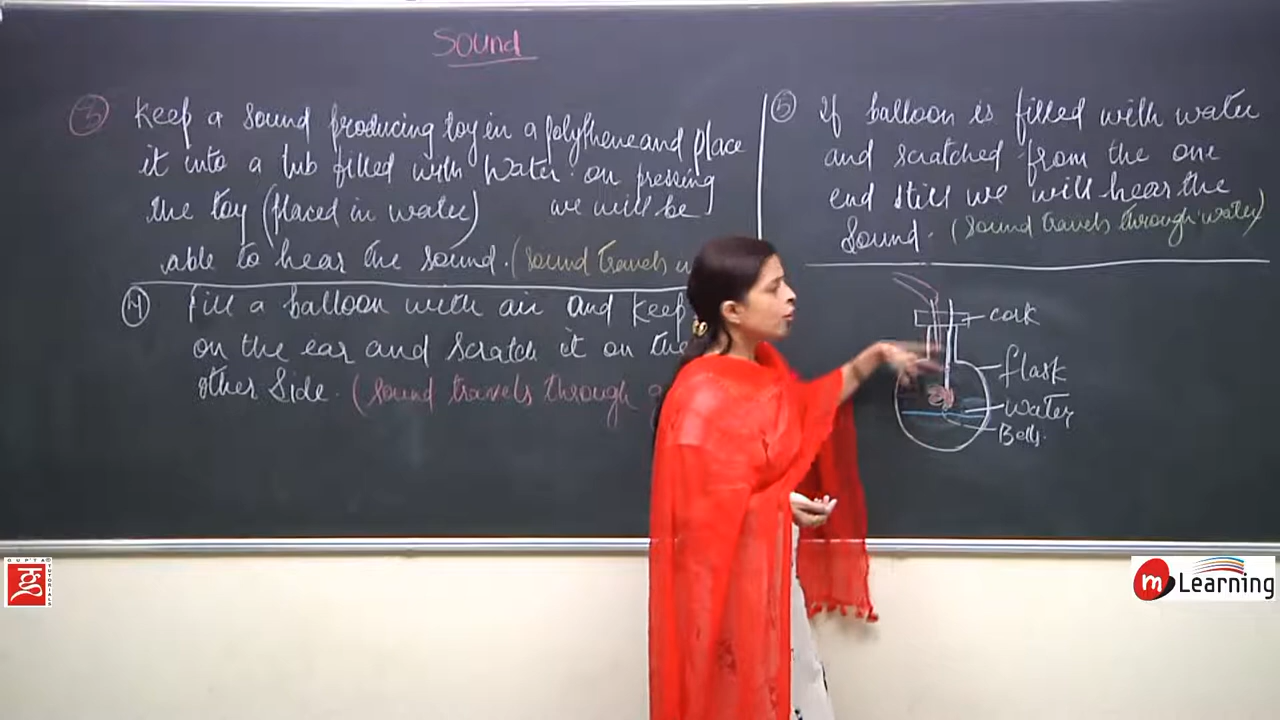 Sound
3 Keep a sound producing toy in a polythene and place
it into a tub filled with water. on pressing
the toy (placed in water) we will be
able to hear the sound. (sound travels
4 Fill a balloon with air and keep
on the ear and scratch it on the
other side. (sound travels through
5 If balloon is filled with water
and scratched from the one
end still we will hear the
sound. (sound travels through water)
cork
flask
water
Bells.
GUPTA TUTORIALS
m Learning